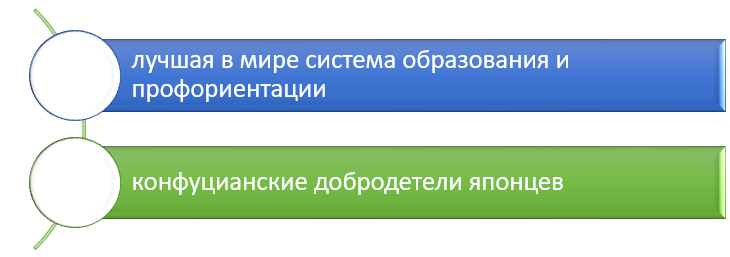 лучшая в мире система образования и
профориентации
конфуцианские добродетели японцев